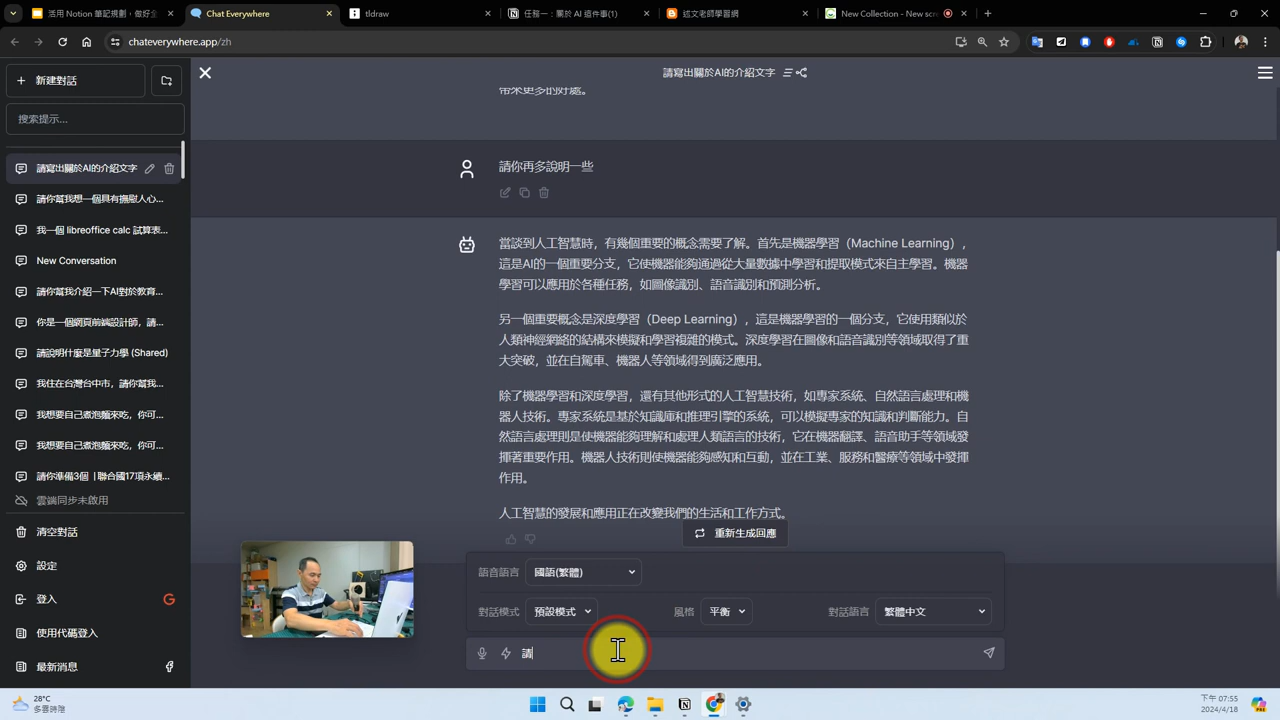 活用 Notion 筆記規劃，做好全
Chat Everywhere
tldraw
任務一：關於 AI 這件事(1)
述文老師學習網
New Collection - New scr
chateverywhere.app/zh
新建對話
請寫出關於AI的介紹文字
搜索提示...
帶來更多的好處。
請寫出關於AI的介紹文字
請你再多說明一些
請你幫我想一個具有撫慰人心...
我一個 libreoffice calc 試算表...
當談到人工智慧時，有幾個重要的概念需要了解。首先是機器學習（Machine Learning），
New Conversation
這是AI的一個重要分支，它使機器能夠通過從大量數據中學習和提取模式來自主學習。機器
學習可以應用於各種任務，如圖像識別、語音識別和預測分析。
請你幫我介紹一下AI對於教育...
另一個重要概念是深度學習（Deep Learning），這是機器學習的一個分支，它使用類似於
你是一個網頁前端設計師，請...
人類神經網絡的結構來模擬和學習複雜的模式。深度學習在圖像和語音識別等領域取得了重
請說明什麼是量子力學 (Shared)
大突破，並在自駕車、機器人等領域得到廣泛應用。
我住在台灣台中市，請你幫我...
除了機器學習和深度學習，還有其他形式的人工智慧技術，如專家系統、自然語言處理和機
我想要自己煮泡麵來吃，你可...
器人技術。專家系統是基於知識庫和推理引擎的系統，可以模擬專家的知識和判斷能力。自
然語言處理則是使機器能夠理解和處理人類語言的技術，它在機器翻譯、語音助手等領域發
我想要自己煮泡麵來吃，你可...
揮著重要作用。機器人技術則使機器能夠感知和互動，並在工業、服務和醫療等領域中發揮
作用。
請你準備3個「聯合國17項永續...
雲端同步未啟用
人工智慧的發展和應用正在改變我們的生活和工作方式。
清空對話
重新生成回應
設定
語音語言
國語(繁體)
登入
對話模式
預設模式
風格
平衡
對話語言
繁體中文
使用代碼登入
請
最新消息
28°C
多雲時陰
下午 07:55
2024/4/18